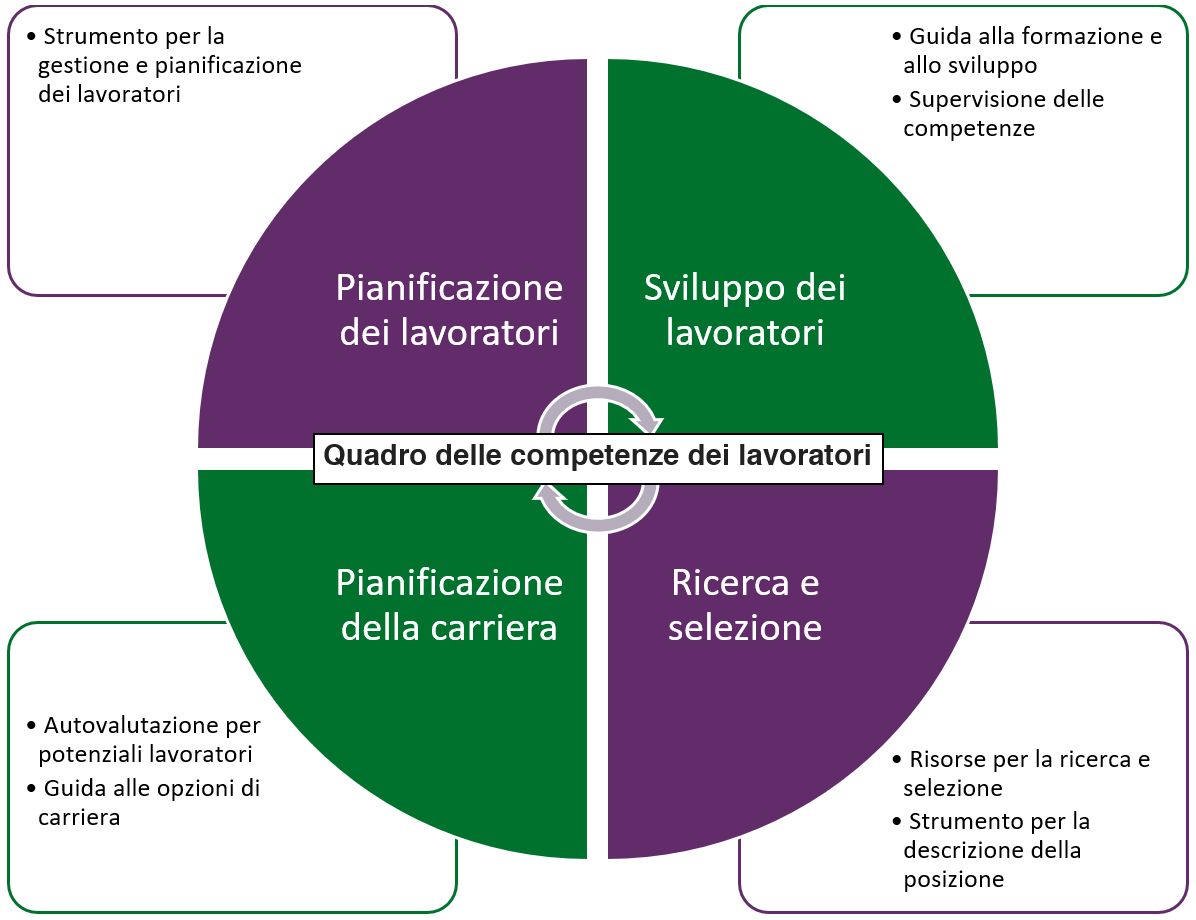 • Strumento per la
gestione e pianificazione
dei lavoratori
• Guida alla formazione e
allo sviluppo
• Supervisione delle
competenze
Pianificazione
dei lavoratori
Sviluppo dei
lavoratori
Quadro delle competenze dei lavoratori
Pianificazione
della carriera
Ricerca e
selezione
• Autovalutazione per
potenziali lavoratori
• Guida alle opzioni di
carriera
• Risorse per la ricerca e
selezione
• Strumento per la
descrizione della
posizione